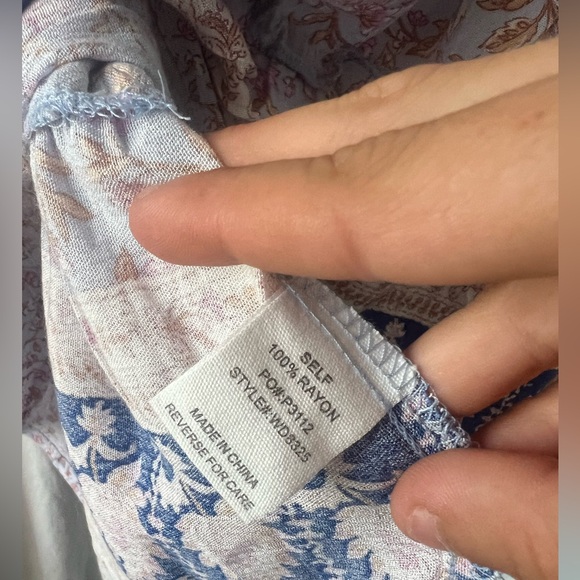 SELF
100% RAYON
PO#:P3112
STYLE#:WD8325
MADE IN CHINA
REVERSE FOR CARE